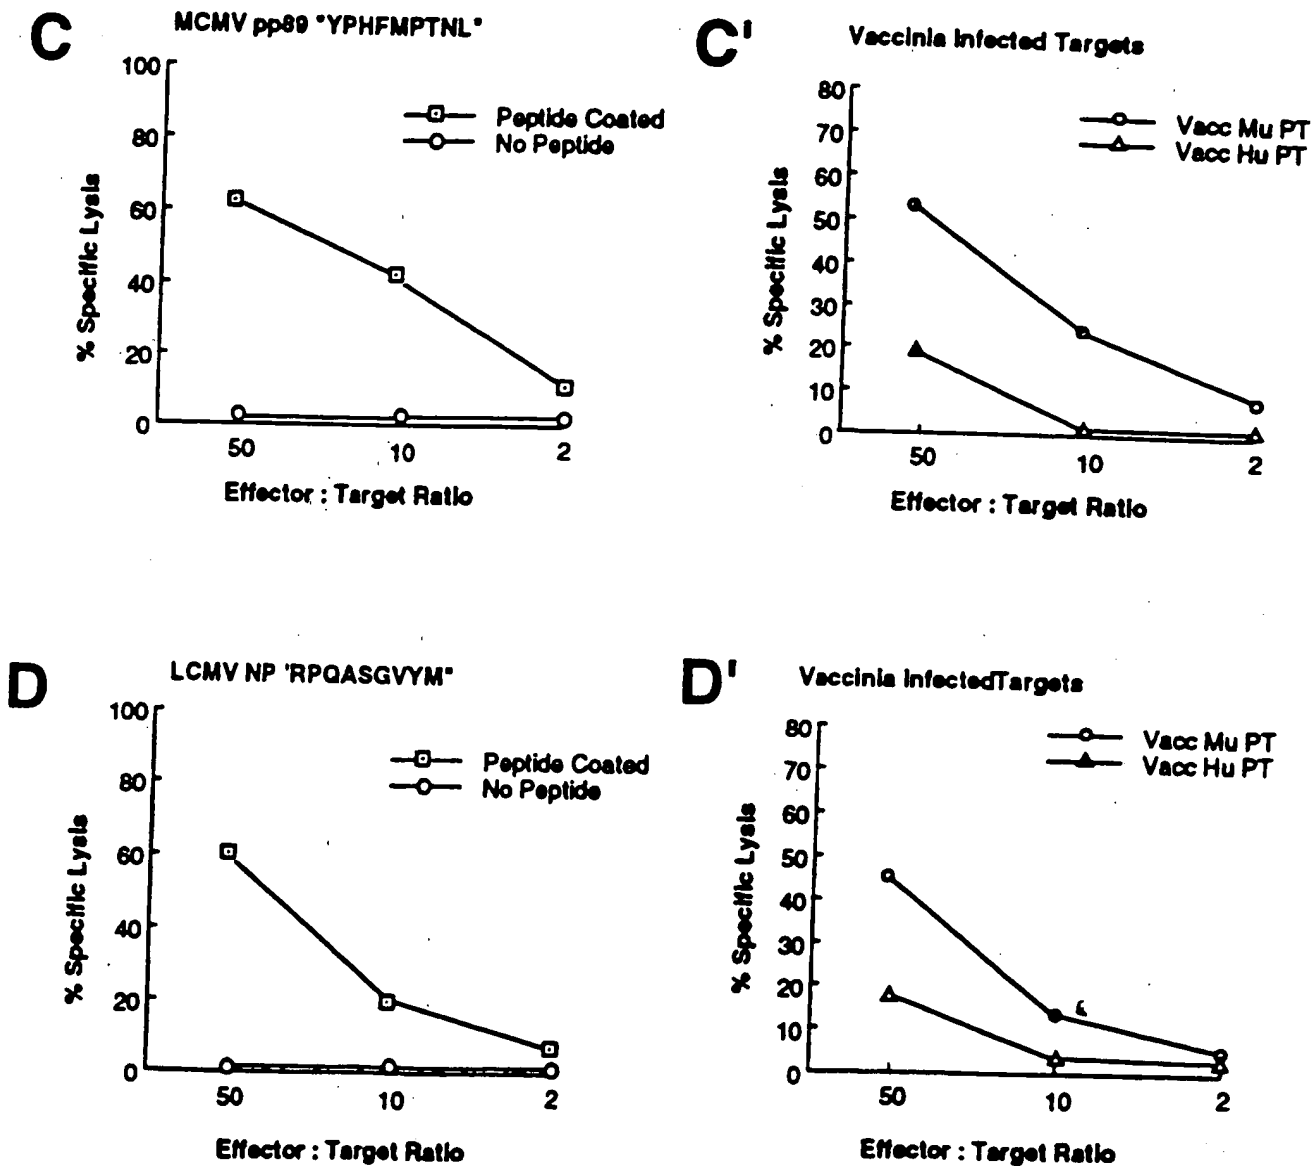 C
MCMV pp89 "YPHFMPTNL"
100
80
60
40
20
0
% Specific Lysis
Peptide Coated
No Peptide
50 10 2
Effector : Target Ratio
C'
Vaccinia Infected Targets
80
70
60
50
40
30
20
10
0
% Specific Lysis
Vacc Mu PT
Vacc Hu PT
50 10 2
Effector : Target Ratio
D
LCMV NP 'RPQASGVYM"
100
80
60
40
20
0
% Specific Lysis
Peptide Coated
No Peptide
50 10 2
Effector : Target Ratio
D'
Vaccinia InfectedTargets
80
70
60
50
40
30
20
10
0
% Specific Lysis
Vacc Mu PT
Vacc Hu PT
50 10 2
Effector : Target Ratio